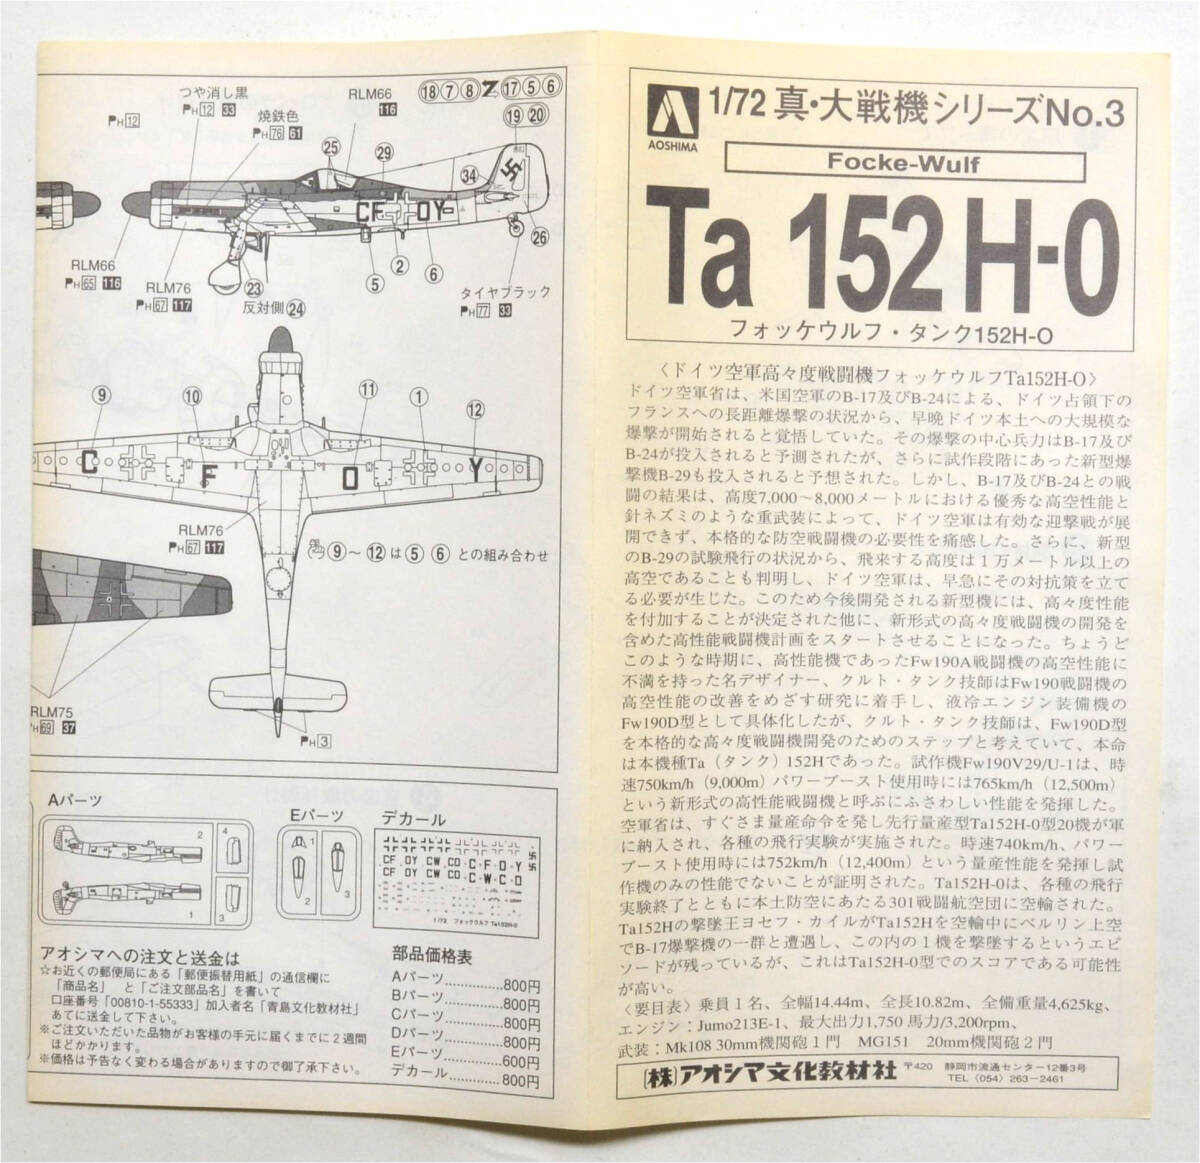 つや消し黒
PH 12 33
PH 12
焼鉄色
PH 76 61
RLM66
116
18 7 8 17 5 6
19 20
25
29
34
CF OY
26
RLM66
PH 65 116
RLM76
PH 67 117
23
反対側 24
5
2
6
タイヤブラック
PH 77 33
9
10
11
1
12
C F O Y
RLM76
PH 67 117
9～12は5 6 との組み合わせ
RLM75
PH 69 37
PH 3
Aパーツ
2
4
1
3
Eパーツ
1
2
3
デカール
CF OY CW CO C・F・O・Y
CF OY CW CO C・W・C・O
1/72 フォッケウルフ Ta152H-0
アオシマへの注文と送金は
☆お近くの郵便局にある「郵便振替用紙」の通信欄に
「商品名」 と「ご注文部品名」を書いて
口座番号「00810-1-55333」加入者名「青島文化教材社」
あてに送金して下さい。
※ご注文いただいた品物がお客様の手元に届くまでに2週間
ほどかかります。
※価格は予告なく変わる場合がありますので御了承下さい。
部品価格表
Aパーツ..............800円
Bパーツ..............800円
Cパーツ..............800円
Dパーツ..............800円
Eパーツ..............600円
デカール..............800円
AOSHIMA
1/72 真・大戦機シリーズNo.3
Focke-Wulf
Ta 152 H-0
フォッケウルフ・タンク152H-O
〈ドイツ空軍高々度戦闘機フォッケウルフTa152H-O〉
ドイツ空軍省は、米国空軍のB-17及びB-24による、ドイツ占領下の
フランスへの長距離爆撃の状況から、早晩ドイツ本土への大規模な
爆撃が開始されると覚悟していた。その爆撃の中心兵力はB-17及び
B-24が投入されると予測されたが、さらに試作段階にあった新型爆
撃機B-29も投入されると予想された。しかし、B-17及びB-24との戦
闘の結果は、高度7,000～8,000メートルにおける優秀な高空性能と
針ネズミのような重武装によって、ドイツ空軍は有効な迎撃戦が展
開できず、本格的な防空戦闘機の必要性を痛感した。さらに、新型
のB-29の試験飛行の状況から、飛来する高度は1万メートル以上の
高空であることも判明し、ドイツ空軍は、早急にその対抗策を立て
る必要が生じた。このため今後開発される新型機には、高々度性能
を付加することが決定された他に、新形式の高々度戦闘機の開発を
含めた高性能戦闘機計画をスタートさせることになった。ちょうど
このような時期に、高性能機であったFw190A戦闘機の高空性能に
不満を持った名デザイナー、クルト・タンク技師はFw190戦闘機の
高空性能の改善をめざす研究に着手し、液冷エンジン装備機の
Fw190D型として具体化したが、クルト・タンク技師は、Fw190D型
を本格的な高々度戦闘機開発のためのステップと考えていて、本命
は本機種Ta（タンク）152Hであった。試作機Fw190V29/U-1は、時
速750km/h（9,000m）パワーブースト使用時には765km/h（12,500m）
という新形式の高性能戦闘機と呼ぶにふさわしい性能を発揮した。
空軍省は、すぐさま量産命令を発し先行量産型Ta152H-0型20機が軍
に納入され、各種の飛行実験が実施された。時速740km/h、パワー
ブースト使用時には752km/h（12,400m）という量産性能を発揮し試
作機のみの性能でないことが証明された。Ta152H-0は、各種の飛行
実験終了とともに本土防空にあたる301戦闘航空団に空輸された。
Ta152Hの撃墜王ヨセフ・カイルがTa152Hを空輸中にベルリン上空
でB-17爆撃機の一群と遭遇し、この内の1機を撃墜するというエピ
ソードが残っているが、これはTa152H-0型でのスコアである可能性
が高い。
〈要目表〉乗員1名、全幅14.44m、全長10.82m、全備重量4,625kg、
エンジン：Jumo213E-1、最大出力1,750馬力/3,200rpm、
武装：Mk108 30mm機関砲1門 MG151 20mm機関砲2門
(株)アオシマ文化教材社 〒420 静岡市流通センター12番3号
TEL〈054〉263-2461